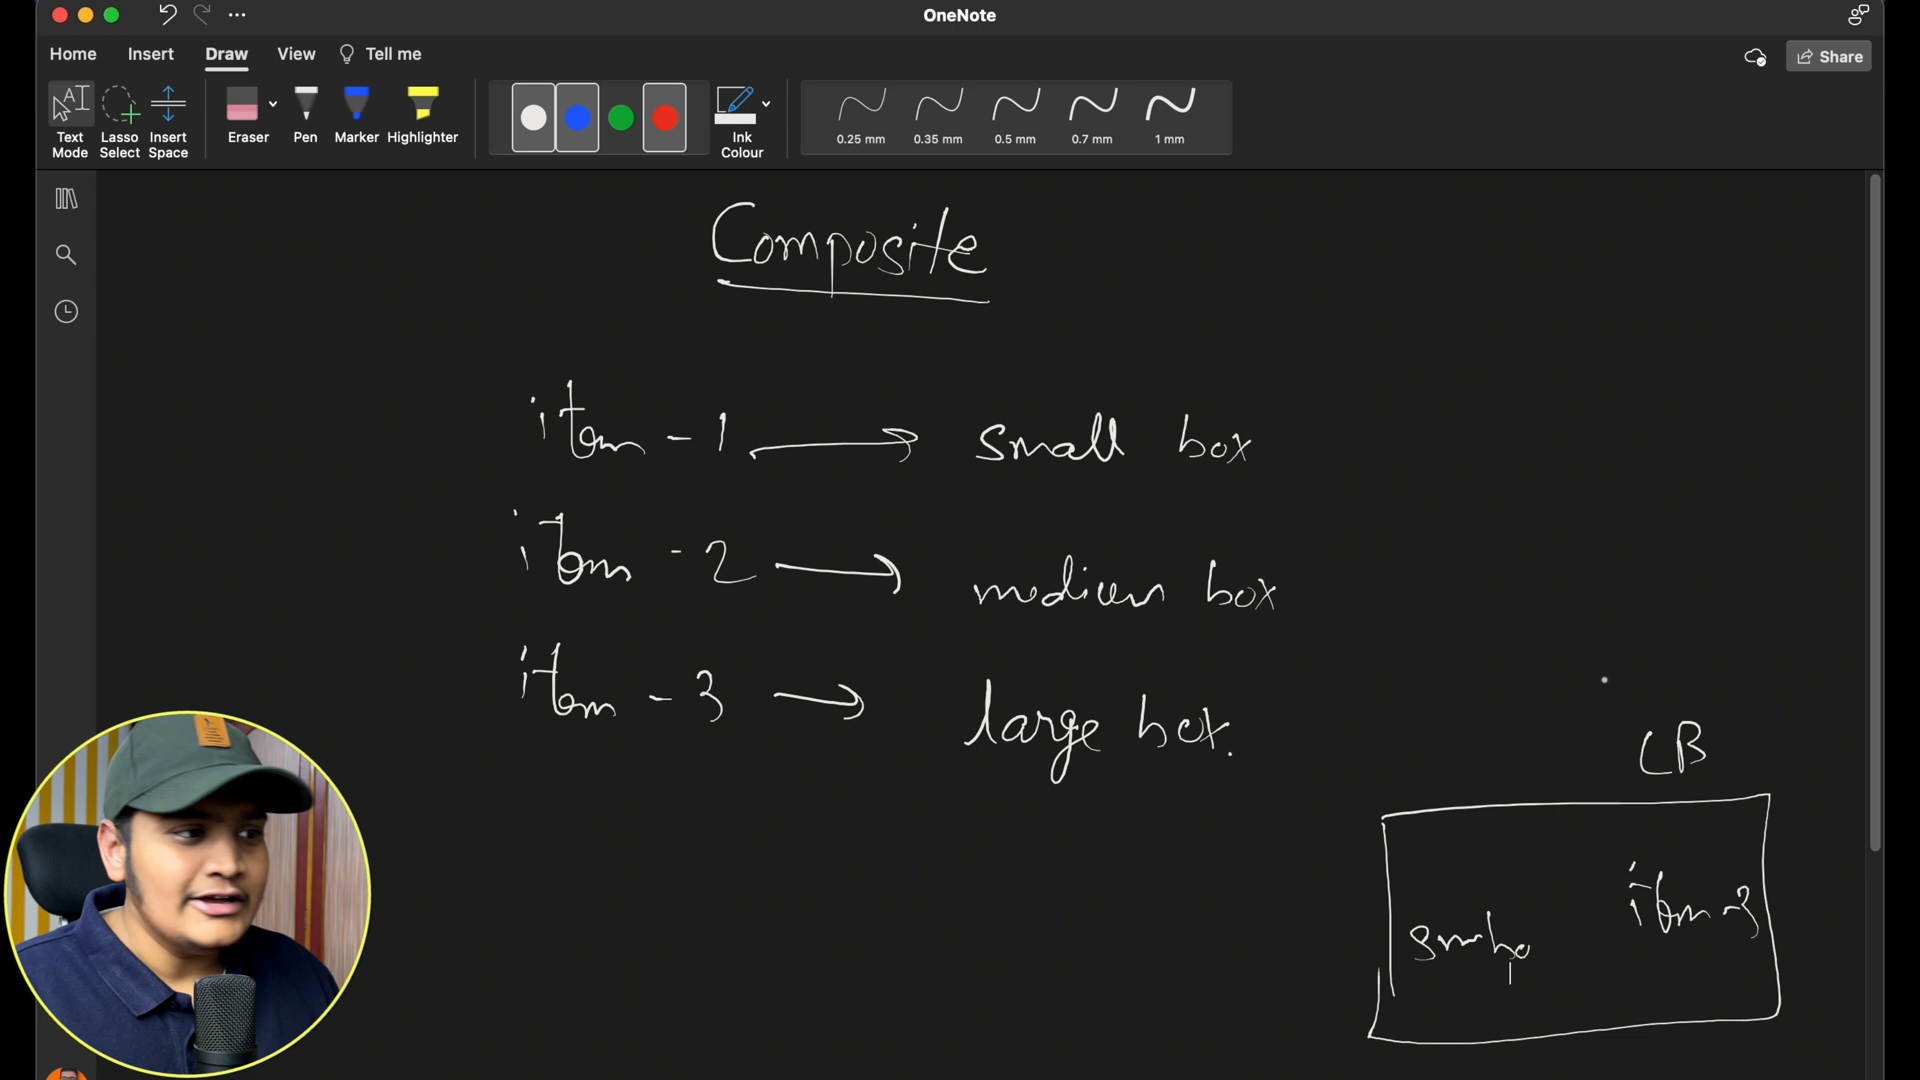 OneNote
Home Insert Draw View Tell me
Share
Text Mode
Lasso Select
Insert Space
Eraser
Pen
Marker
Highlighter
Ink Colour
0.25 mm
0.35 mm
0.5 mm
0.7 mm
1 mm
Composite
item - 1 → small box
item - 2 → medium box
item - 3 → large box.
LB
item - 3